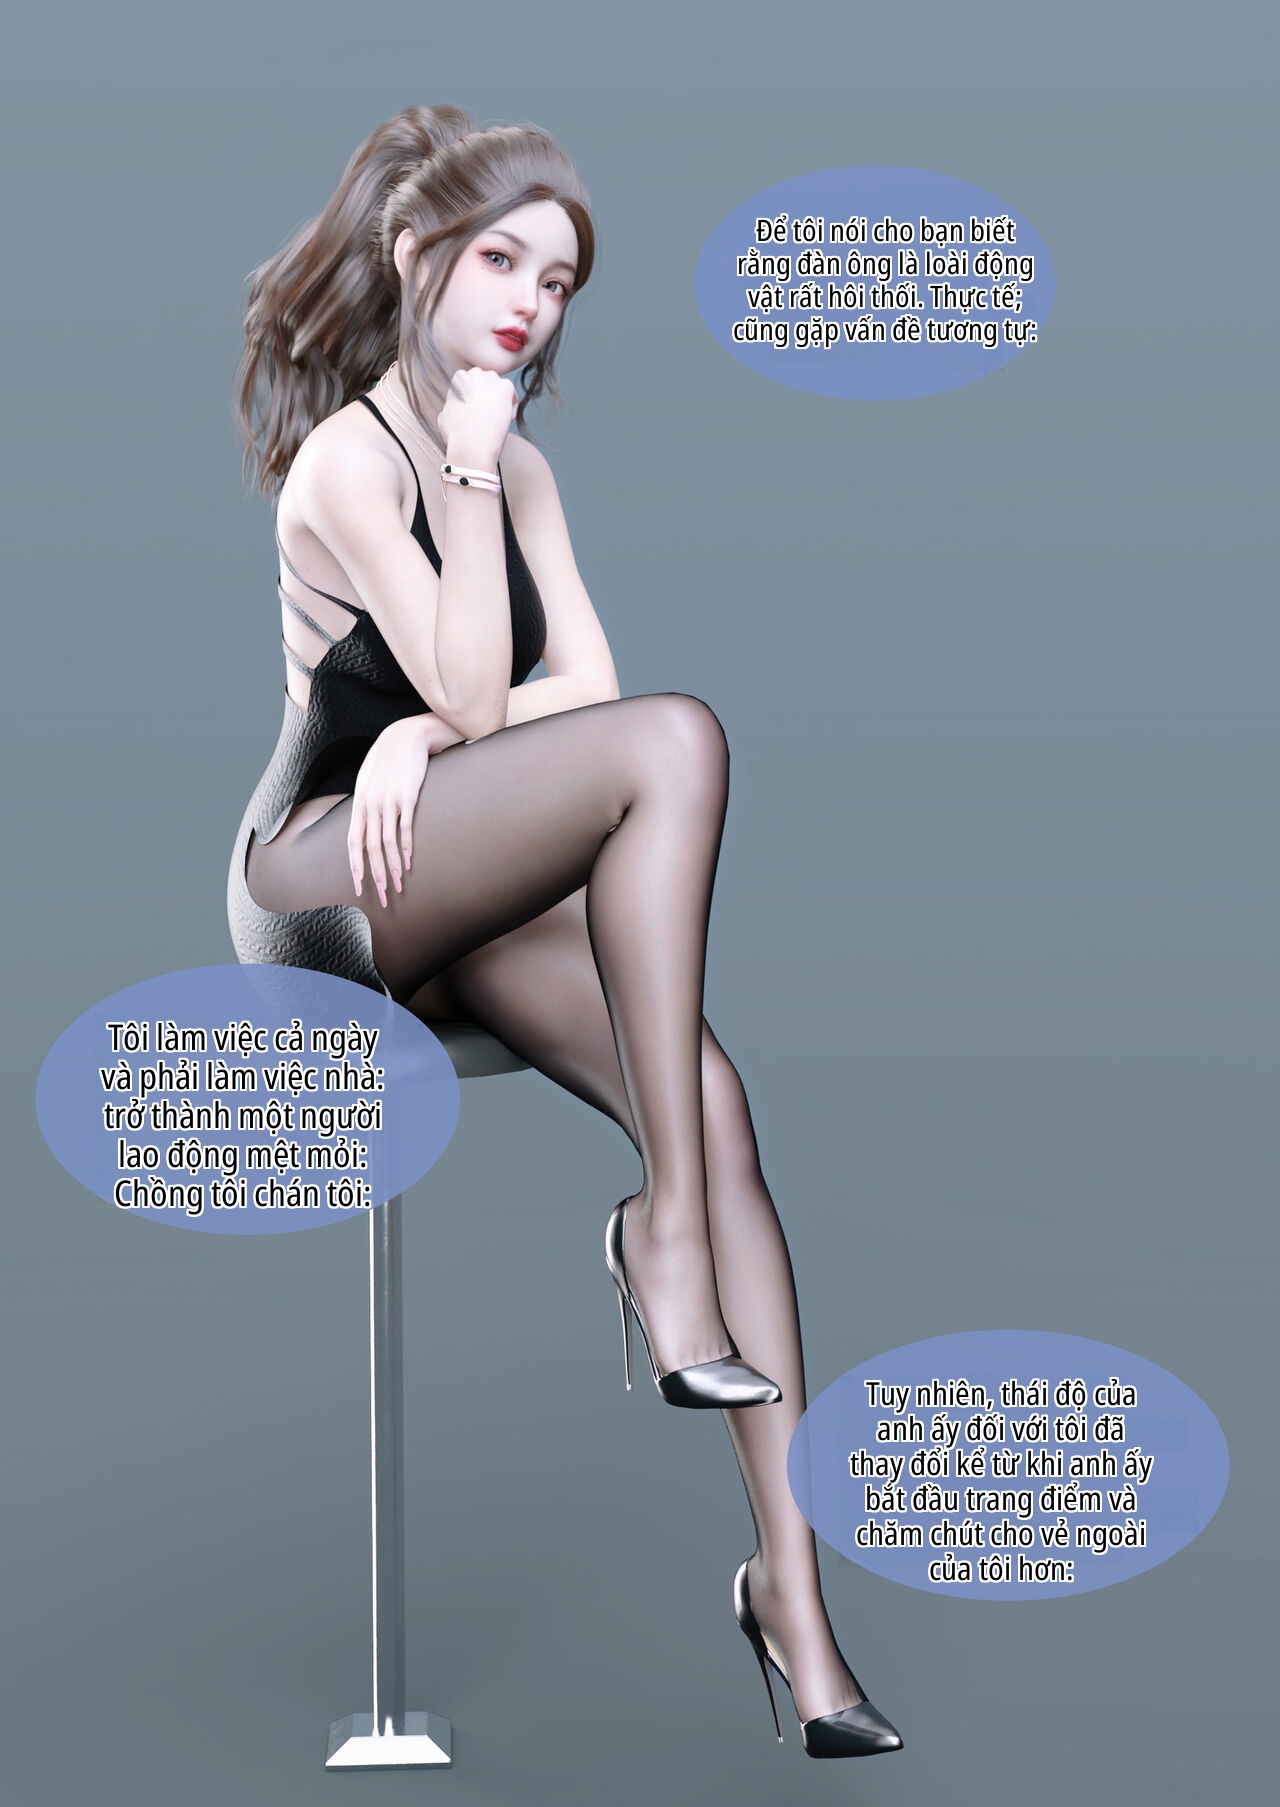 Để tôi nói cho bạn biết
rằng đàn ông là loài động
vật rất hôi thối. Thực tế;
cũng gặp vấn đề tương tự:
Tôi làm việc cả ngày
và phải làm việc nhà:
trở thành một người
lao động mệt mỏi:
Chồng tôi chán tôi:
Tuy nhiên, thái độ của
anh ấy đối với tôi đã
thay đổi kể từ khi anh ấy
bắt đầu trang điểm và
chăm chút cho vẻ ngoài
của tôi hơn: